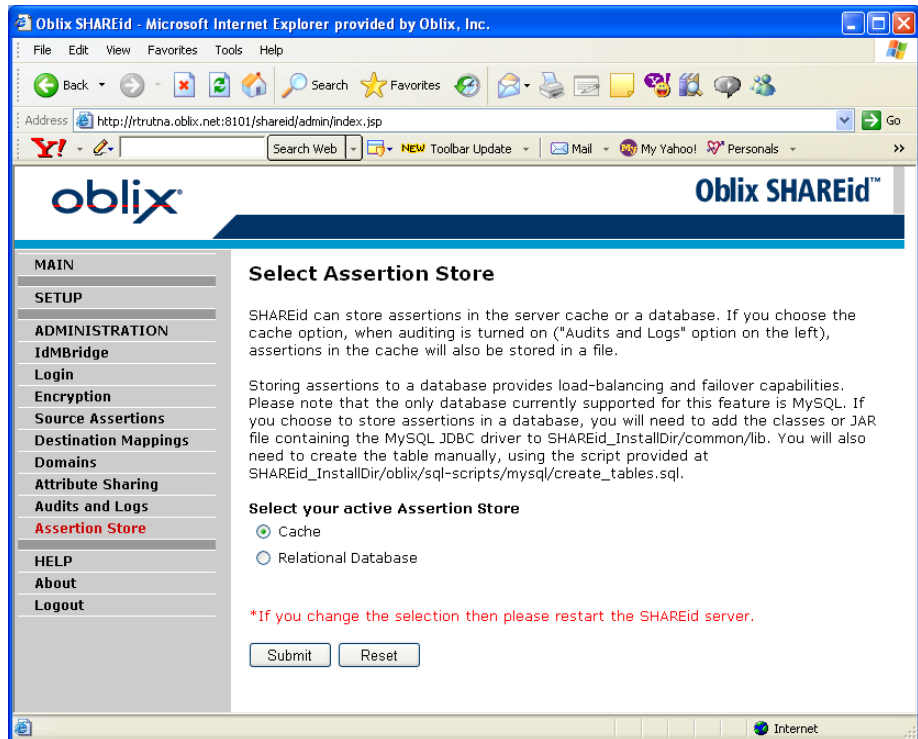 Oblix SHAREid - Microsoft Internet Explorer provided by Oblix, Inc.
File Edit View Favorites Tools Help
Back Search Favorites
Address http://rtrutna.oblix.net:8101/shareid/admin/index.jsp Go
Y! Search Web NEW Toolbar Update Mail My Yahoo! Personals »
oblix
Oblix SHAREid™
MAIN
SETUP
ADMINISTRATION
IdMBridge
Login
Encryption
Source Assertions
Destination Mappings
Domains
Attribute Sharing
Audits and Logs
Assertion Store
HELP
About
Logout
Select Assertion Store
SHAREid can store assertions in the server cache or a database. If you choose the
cache option, when auditing is turned on ("Audits and Logs" option on the left),
assertions in the cache will also be stored in a file.
Storing assertions to a database provides load-balancing and failover capabilities.
Please note that the only database currently supported for this feature is MySQL. If
you choose to store assertions in a database, you will need to add the classes or JAR
file containing the MySQL JDBC driver to SHAREid_InstallDir/common/lib. You will also
need to create the table manually, using the script provided at
SHAREid_InstallDir/oblix/sql-scripts/mysql/create_tables.sql.
Select your active Assertion Store
Cache
Relational Database
*If you change the selection then please restart the SHAREid server.
Submit Reset
Internet